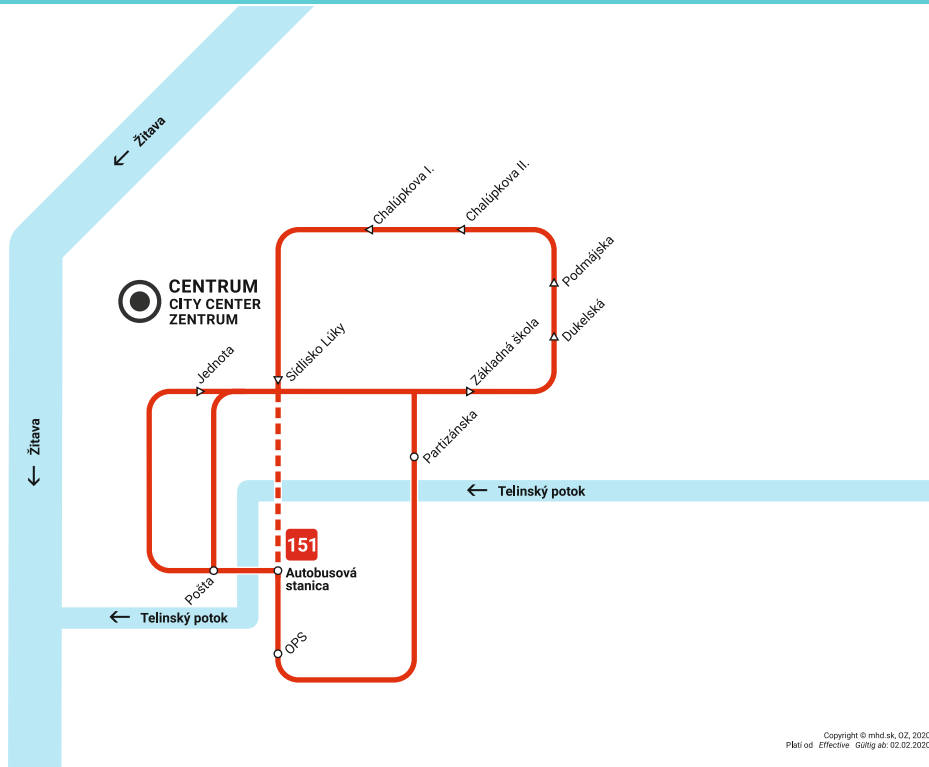 ← Žitava
Chalúpkova I.
Chalúpkova II.
Podmájska
CENTRUM
CITY CENTER
ZENTRUM
Dukelská
Sídlisko Lúky
Základná škola
Jednota
Partizánska
← Žitava
← Telinský potok
151
Autobusová
stanica
Pošta
← Telinský potok
OPS
Copyright © mhd.sk, OZ, 2020
Platí od Effective Gültig ab: 02.02.2020